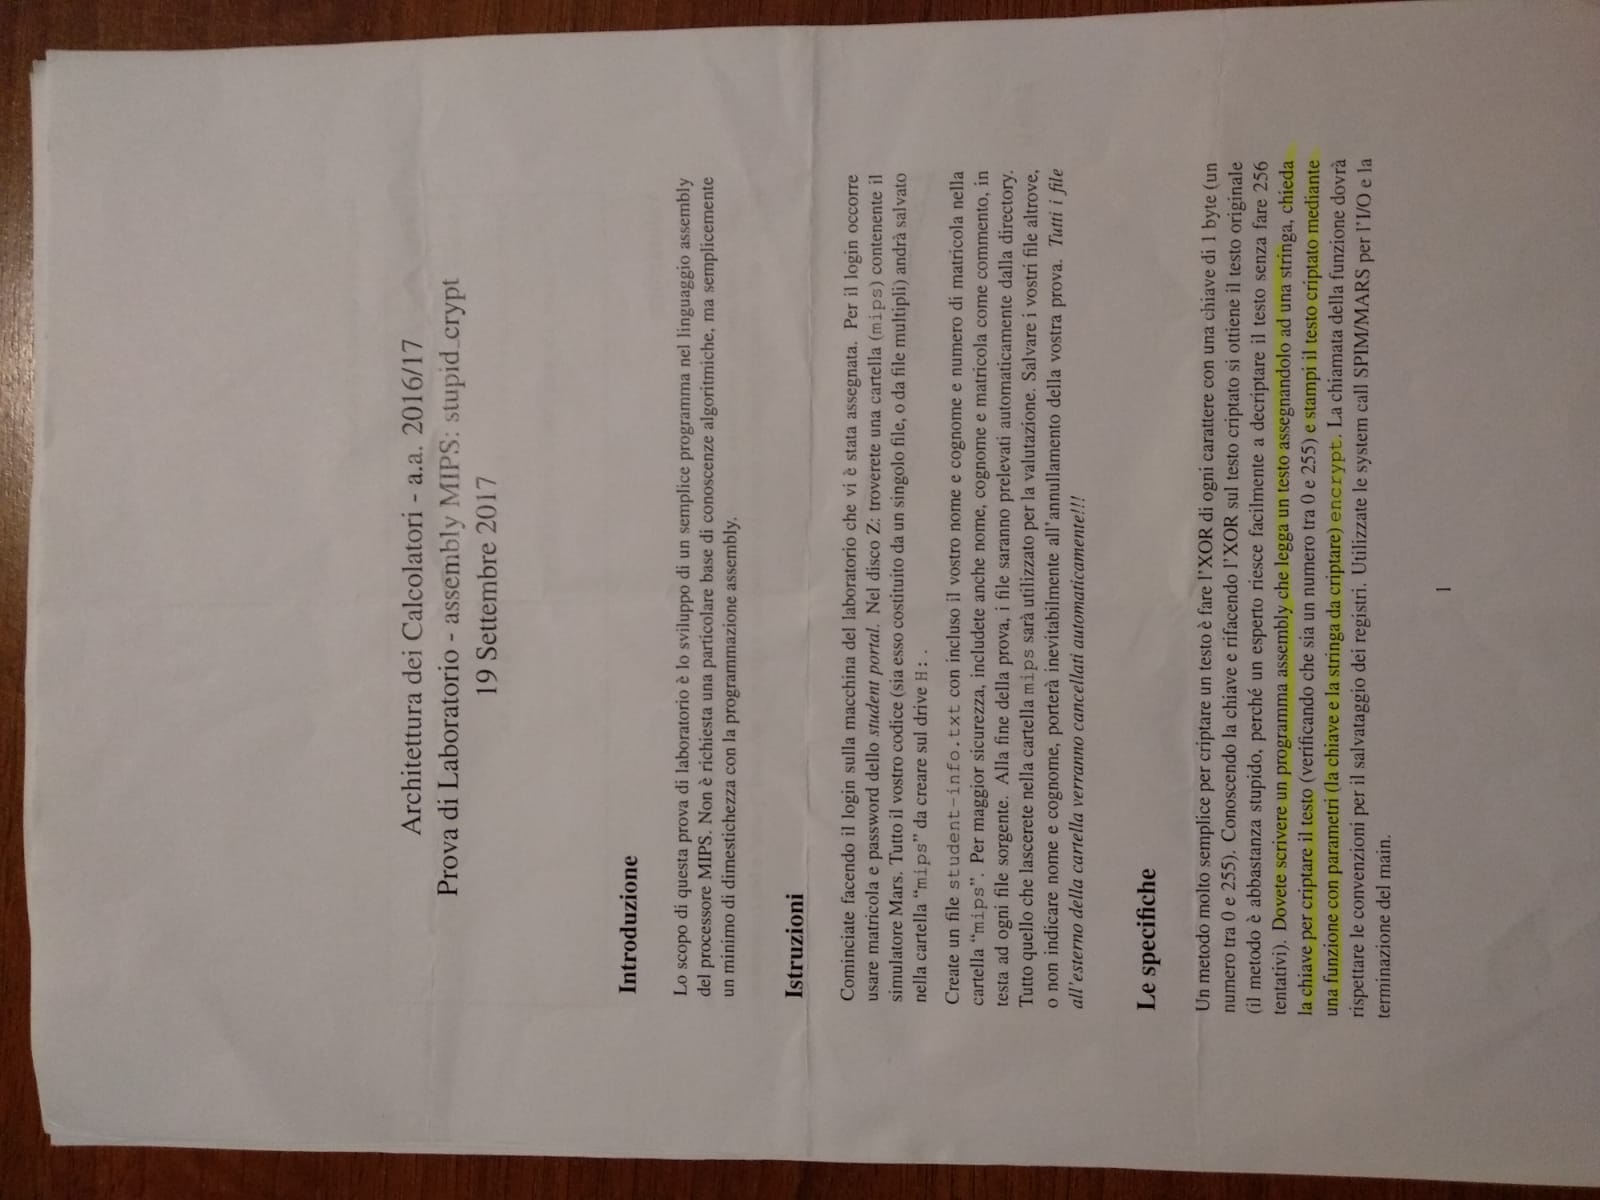 Architettura dei Calcolatori - a.a. 2016/17
Prova di Laboratorio - assembly MIPS: stupid_crypt
19 Settembre 2017
Introduzione
Lo scopo di questa prova di laboratorio è lo sviluppo di un semplice programma nel linguaggio assembly
del processore MIPS. Non è richiesta una particolare base di conoscenze algoritmiche, ma semplicemente
un minimo di dimestichezza con la programmazione assembly.
Istruzioni
Cominciate facendo il login sulla macchina del laboratorio che vi è stata assegnata. Per il login occorre
usare matricola e password dello student portal. Nel disco Z: troverete una cartella (mips) contenente il
simulatore Mars. Tutto il vostro codice (sia esso costituito da un singolo file, o da file multipli) andrà salvato
nella cartella “mips” da creare sul drive H: .
Create un file student-info.txt con incluso il vostro nome e cognome e numero di matricola nella
cartella “mips”. Per maggior sicurezza, includete anche nome, cognome e matricola come commento, in
testa ad ogni file sorgente. Alla fine della prova, i file saranno prelevati automaticamente dalla directory.
Tutto quello che lascerete nella cartella mips sarà utilizzato per la valutazione. Salvare i vostri file altrove,
o non indicare nome e cognome, porterà inevitabilmente all’annullamento della vostra prova. Tutti i file
all’esterno della cartella verranno cancellati automaticamente!!!
Le specifiche
Un metodo molto semplice per criptare un testo è fare l’XOR di ogni carattere con una chiave di 1 byte (un
numero tra 0 e 255). Conoscendo la chiave e rifacendo l’XOR sul testo criptato si ottiene il testo originale
(il metodo è abbastanza stupido, perché un esperto riesce facilmente a decriptare il testo senza fare 256
tentativi). Dovete scrivere un programma assembly che legga un testo assegnandolo ad una stringa, chieda
la chiave per criptare il testo (verificando che sia un numero tra 0 e 255) e stampi il testo criptato mediante
una funzione con parametri (la chiave e la stringa da criptare) encrypt. La chiamata della funzione dovrà
rispettare le convenzioni per il salvataggio dei registri. Utilizzate le system call SPIM/MARS per l’I/O e la
terminazione del main.
1